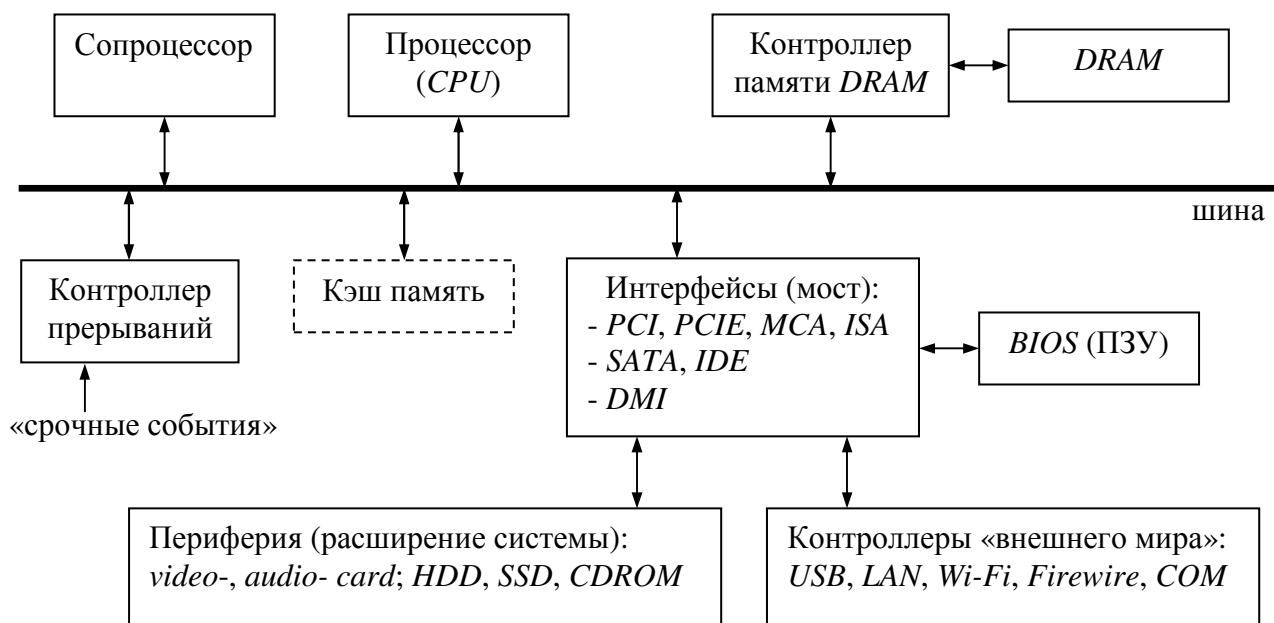 Сопроцессор
Процессор
(CPU)
Контроллер
памяти DRAM
DRAM
шина
Контроллер
прерываний
Кэш память
Интерфейсы (мост):
- PCI, PCIE, MCA, ISA
- SATA, IDE
- DMI
BIOS (ПЗУ)
«срочные события»
Периферия (расширение системы):
video-, audio- card; HDD, SSD, CDROM
Контроллеры «внешнего мира»:
USB, LAN, Wi-Fi, Firewire, COM